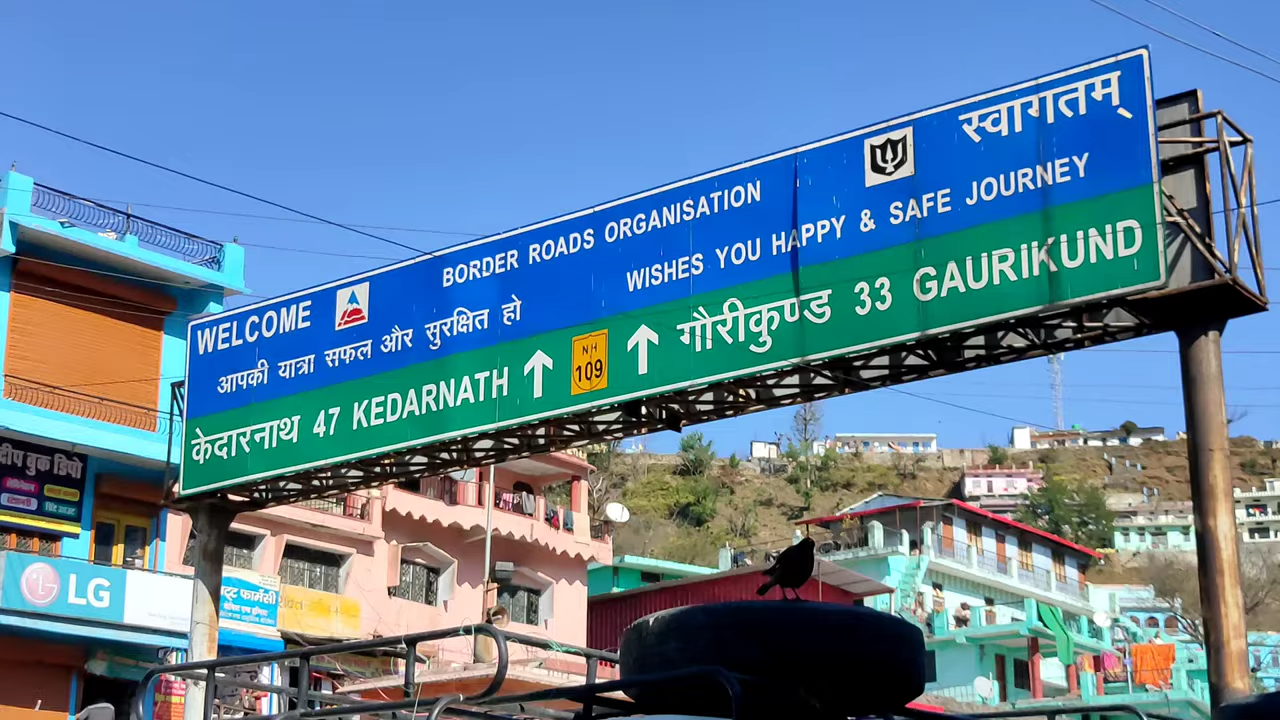 स्वागतम्
BORDER ROADS ORGANISATION
WELCOME
WISHES YOU HAPPY & SAFE JOURNEY
आपकी यात्रा सफल और सुरक्षित हो
केदारनाथ 47 KEDARNATH
NH
109
गौरीकुण्ड 33 GAURIKUND
दीप बुक डिपो
LG